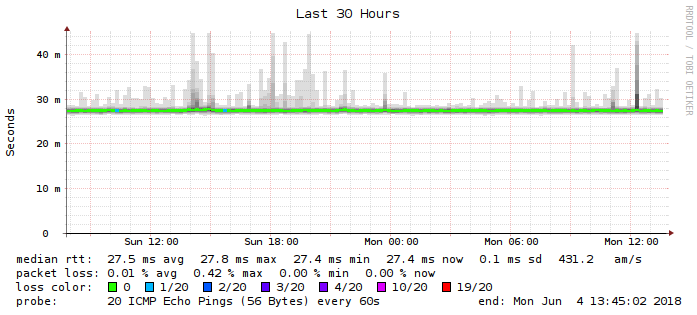 Last 30 Hours
RRDTOOL / TOBI OETIKER
Seconds
40 m
30 m
20 m
10 m
0
Sun 12:00 Sun 18:00 Mon 00:00 Mon 06:00 Mon 12:00
median rtt: 27.5 ms avg 27.8 ms max 27.4 ms min 27.4 ms now 0.1 ms sd 431.2 am/s
packet loss: 0.01 % avg 0.42 % max 0.00 % min 0.00 % now
loss color: 0 1/20 2/20 3/20 4/20 10/20 19/20
probe: 20 ICMP Echo Pings (56 Bytes) every 60s end: Mon Jun 4 13:45:02 2018